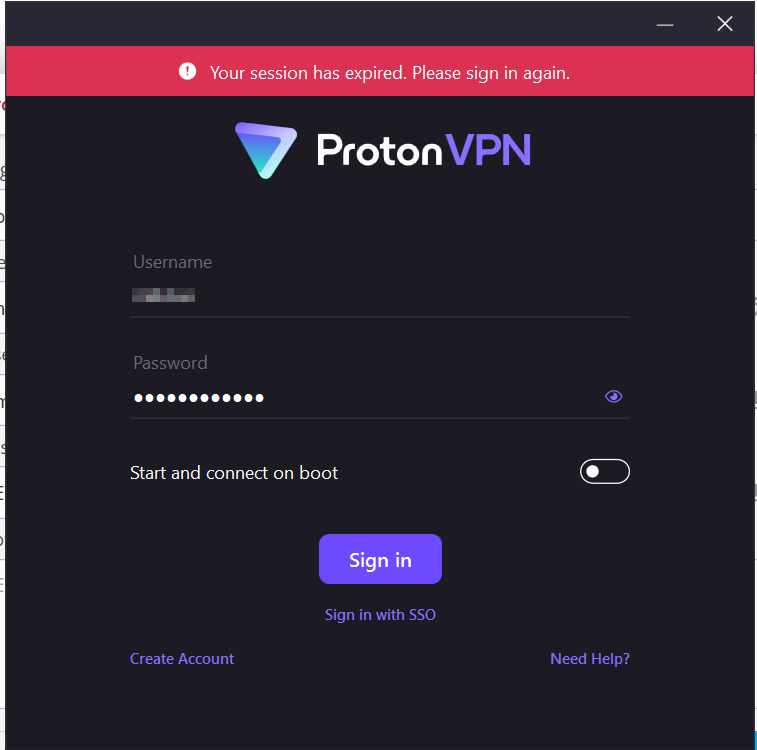 Your session has expired. Please sign in again.
Proton VPN
Username
Password
Start and connect on boot
Sign in
Sign in with SSO
Create Account
Need Help?